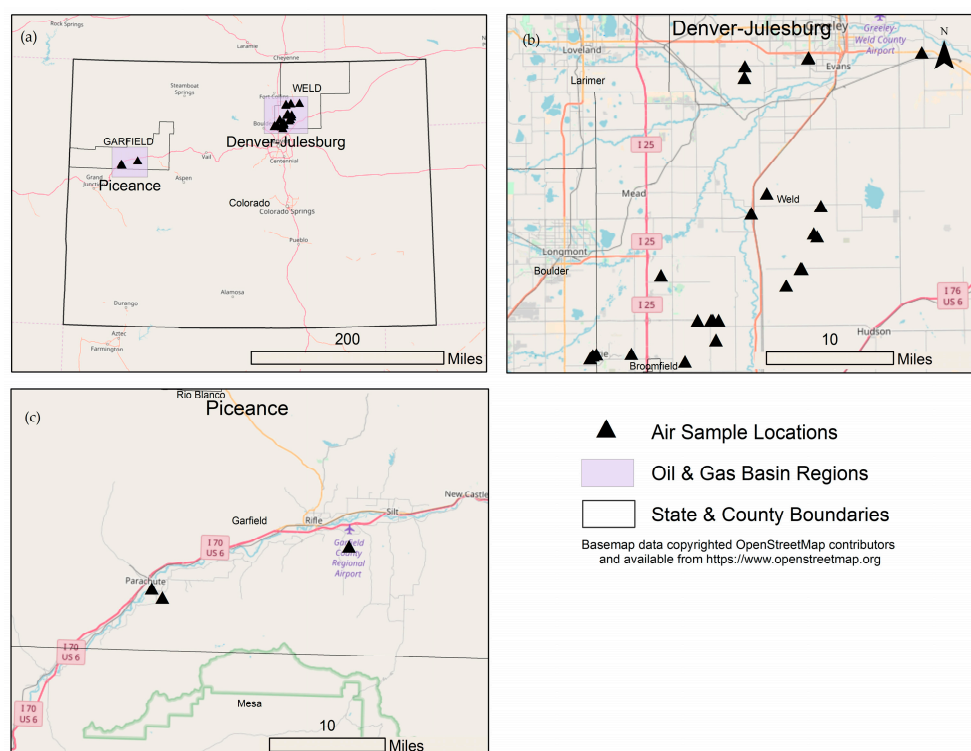 (a)
Rock Springs
Laramie
Cheyenne
Steamboat
Springs
Fort Collins
WELD
Denver-Julesburg
Centennial
GARFIELD
Vail
Grand
Junction
Aspen
Piceance
Colorado
Colorado Springs
Pueblo
Alamosa
Durango
Aztec
Farmington
200
Miles
(b)
Denver-Julesburg
Greeley
Greeley-
Weld County
Airport
N
Loveland
Evans
Larimer
I 25
Mead
Weld
I 25
Longmont
Boulder
I 25
I 76
US 6
Hudson
10
Miles
Broomfield
(c)
Rio Blanco
Piceance
New Castle
Silt
Garfield
Rifle
I 70
US 6
Garfield
County
Regional
Airport
Parachute
I 70
US 6
I 70
US 6
Mesa
10
Miles
Air Sample Locations
Oil & Gas Basin Regions
State & County Boundaries
Basemap data copyrighted OpenStreetMap contributors
and available from https://www.openstreetmap.org